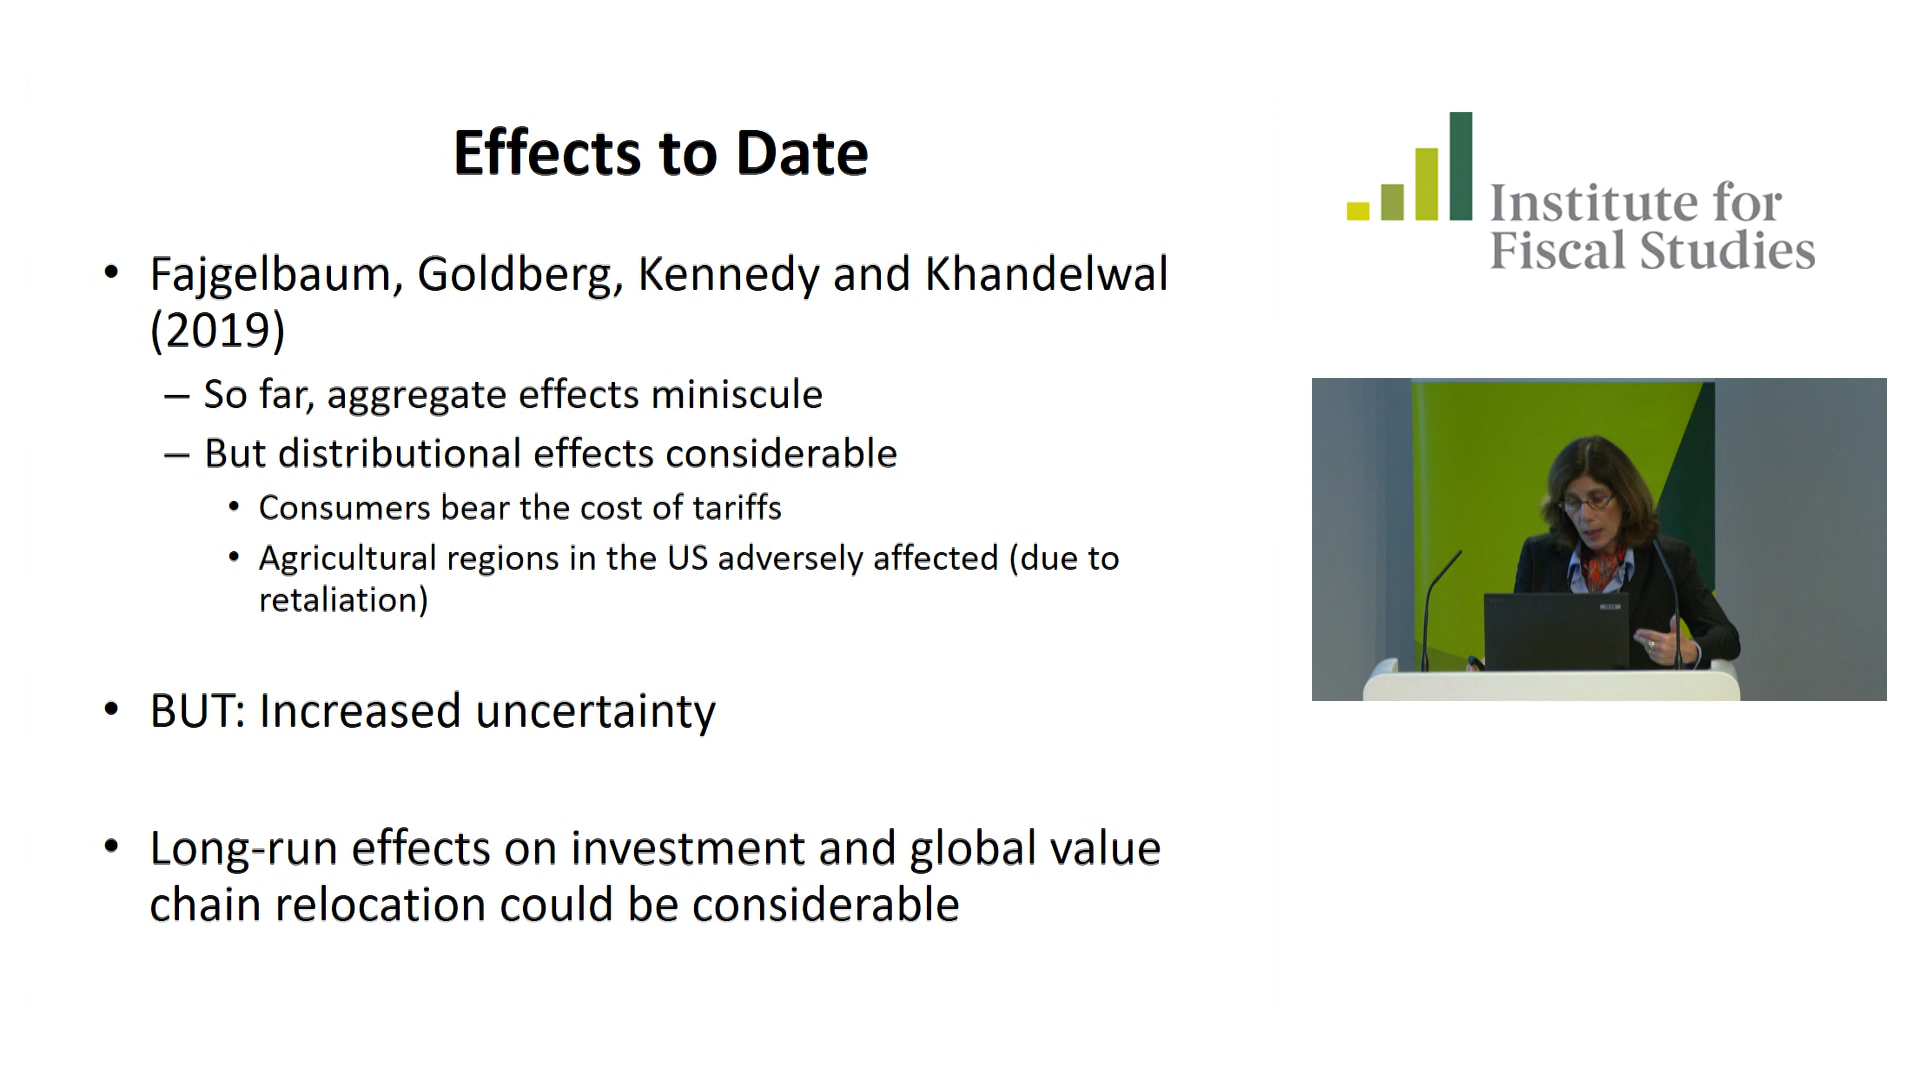 Effects to Date
• Fajgelbaum, Goldberg, Kennedy and Khandelwal
(2019)
– So far, aggregate effects miniscule
– But distributional effects considerable
• Consumers bear the cost of tariffs
• Agricultural regions in the US adversely affected (due to
retaliation)
• BUT: Increased uncertainty
• Long-run effects on investment and global value
chain relocation could be considerable
Institute for
Fiscal Studies